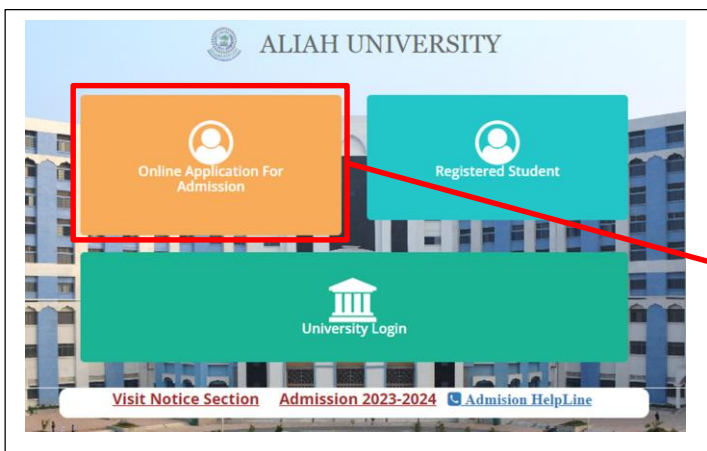 ALIAH UNIVERSITY
Online Application For
Admission
Registered Student
University Login
Visit Notice Section Admission 2023-2024 Admision HelpLine